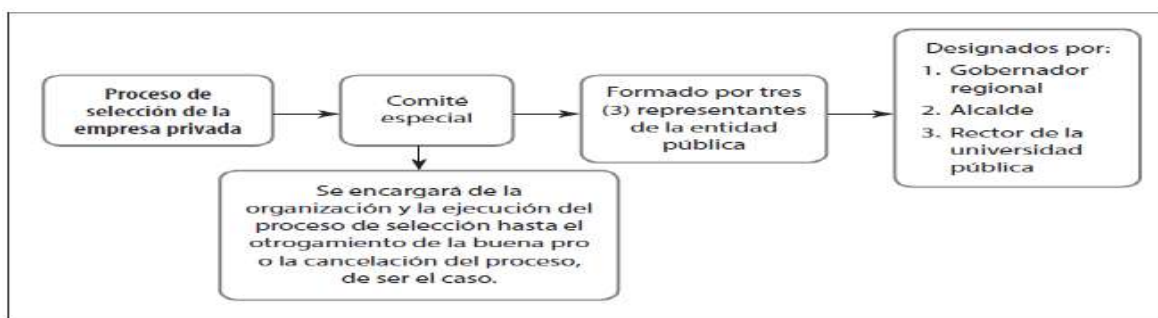 Proceso de
selección de la
empresa privada
Comité
especial
Formado por tres
(3) representantes
de la entidad
pública
Designados por:
1. Gobernador
regional
2. Alcalde
3. Rector de la
universidad
pública
Se encargará de la
organización y la ejecución del
proceso de selección hasta el
otrogamiento de la buena pro
o la cancelación del proceso,
de ser el caso.